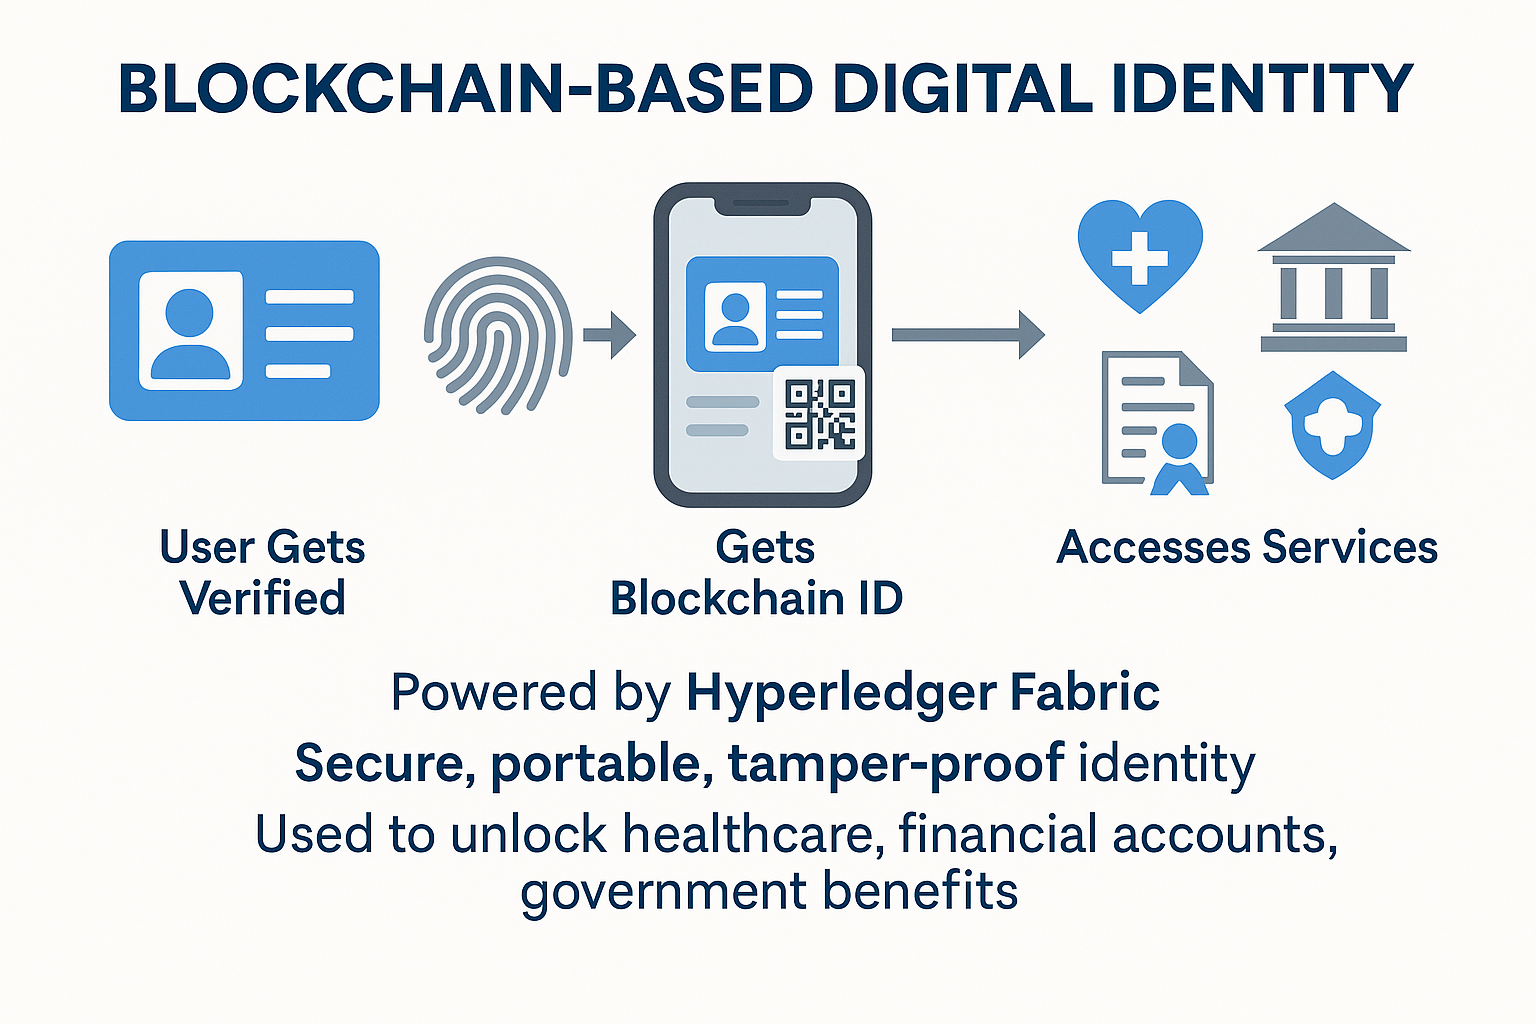 BLOCKCHAIN-BASED DIGITAL IDENTITY
User Gets
Verified
Gets
Blockchain ID
Accesses Services
Powered by Hyperledger Fabric
Secure, portable, tamper-proof identity
Used to unlock healthcare, financial accounts,
government benefits